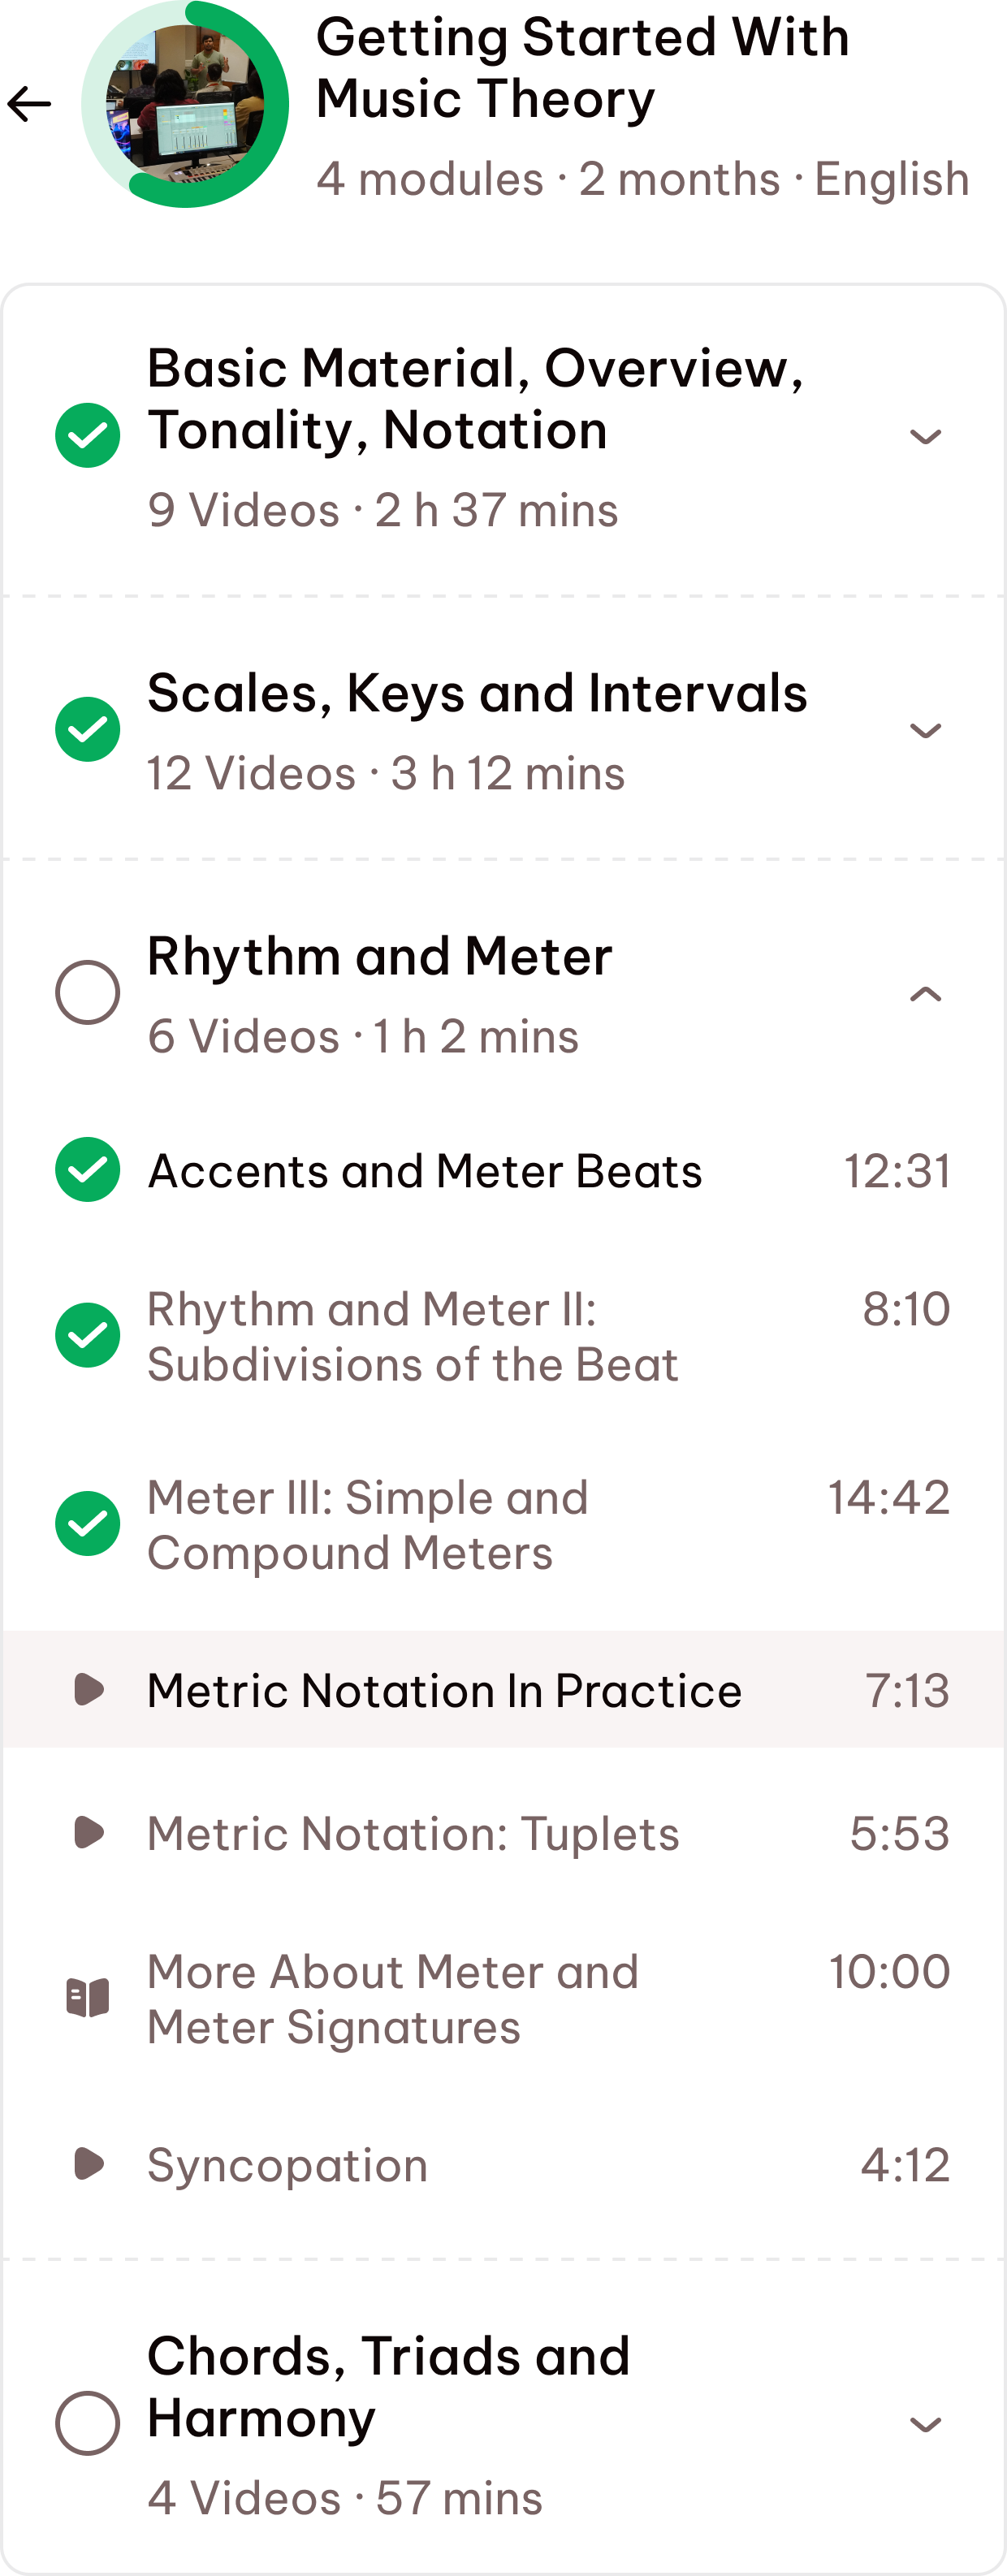 Getting Started With
Music Theory
4 modules · 2 months · English
Basic Material, Overview,
Tonality, Notation
9 Videos · 2 h 37 mins
Scales, Keys and Intervals
12 Videos · 3 h 12 mins
Rhythm and Meter
6 Videos · 1 h 2 mins
Accents and Meter Beats 12:31
Rhythm and Meter II: 8:10
Subdivisions of the Beat
Meter III: Simple and 14:42
Compound Meters
Metric Notation In Practice 7:13
Metric Notation: Tuplets 5:53
More About Meter and 10:00
Meter Signatures
Syncopation 4:12
Chords, Triads and
Harmony
4 Videos · 57 mins